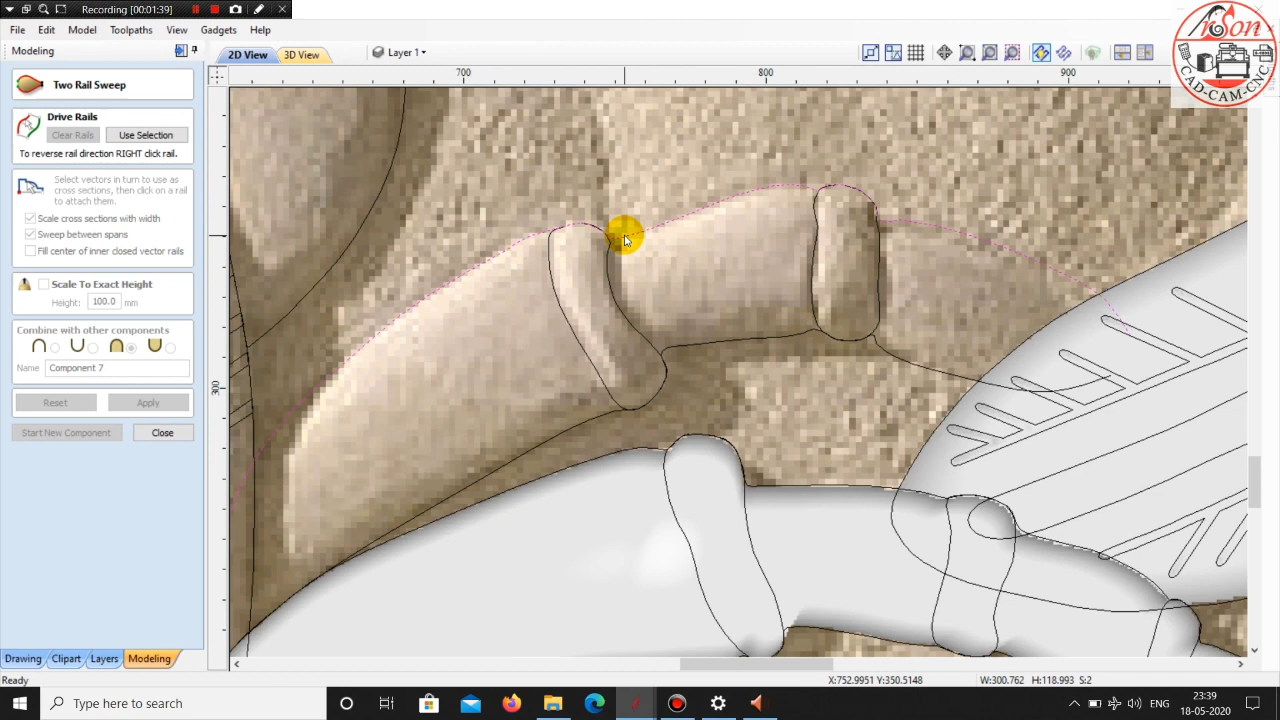 Recording [00:01:39]
File Edit Model Toolpaths View Gadgets Help
Modeling
2D View 3D View Layer 1
CAD-CAM-CNC
700 800 900
300
Two Rail Sweep
Drive Rails
Clear Rails Use Selection
To reverse rail direction RIGHT click rail.
Select vectors in turn to use as
cross sections, then click on a rail
to attach them.
Scale cross sections with width
Sweep between spans
Fill center of inner closed vector rails
Scale To Exact Height
Height: 100.0 mm
Combine with other components
Name Component 7
Reset Apply
Start New Component Close
Drawing Clipart Layers Modeling
Ready X:752.9951 Y:350.5148 W:300.762 H:118.993 S:2
Type here to search
ENG
23:39
18-05-2020